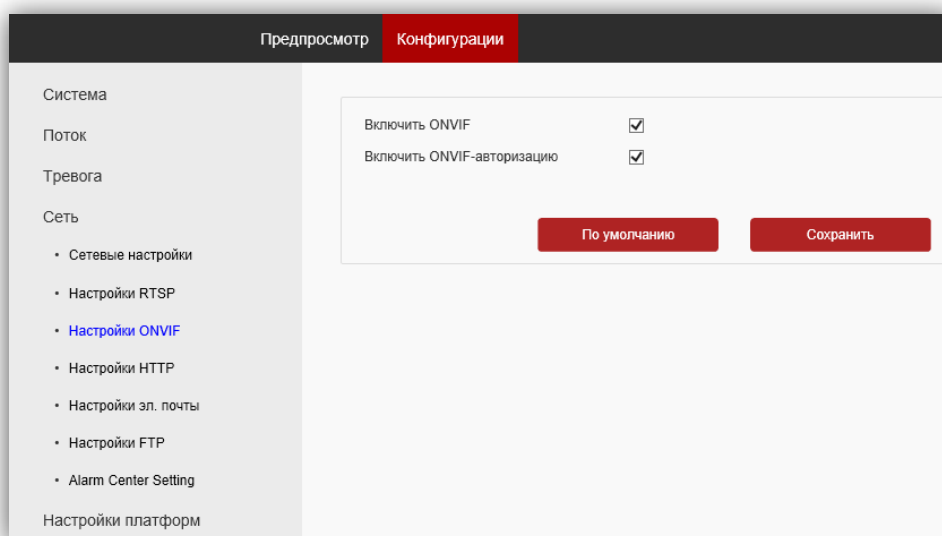 Предпросмотр Конфигурации
Система
Поток
Тревога
Сеть
• Сетевые настройки
• Настройки RTSP
• Настройки ONVIF
• Настройки HTTP
• Настройки эл. почты
• Настройки FTP
• Alarm Center Setting
Настройки платформ
Включить ONVIF
Включить ONVIF-авторизацию
По умолчанию Сохранить